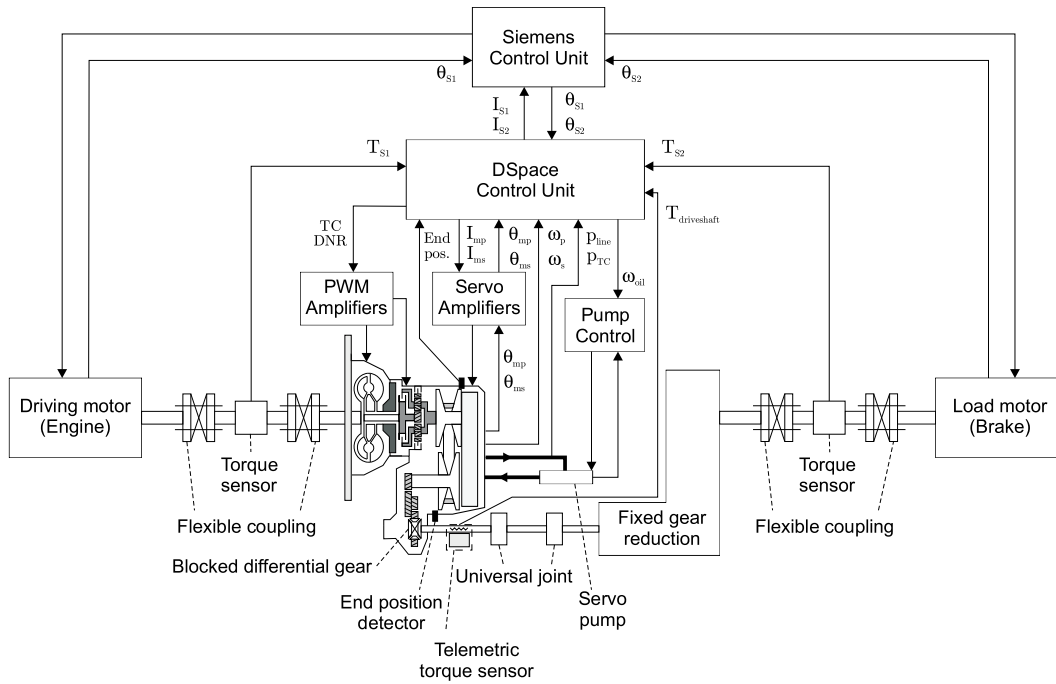 Siemens
Control Unit
θS1
θS2
IS1
IS2
θS1
θS2
TS1
TS2
DSpace
Control Unit
Tdriveshaft
TC
DNR
End
pos.
Imp
Ims
θmp
θms
ωp
ωs
pline
pTC
ωoil
PWM
Amplifiers
Servo
Amplifiers
Pump
Control
θmp
θms
Driving motor
(Engine)
Load motor
(Brake)
Torque
sensor
Torque
sensor
Flexible coupling
Fixed gear
reduction
Flexible coupling
Blocked differential gear
Universal joint
End position
detector
Servo
pump
Telemetric
torque sensor